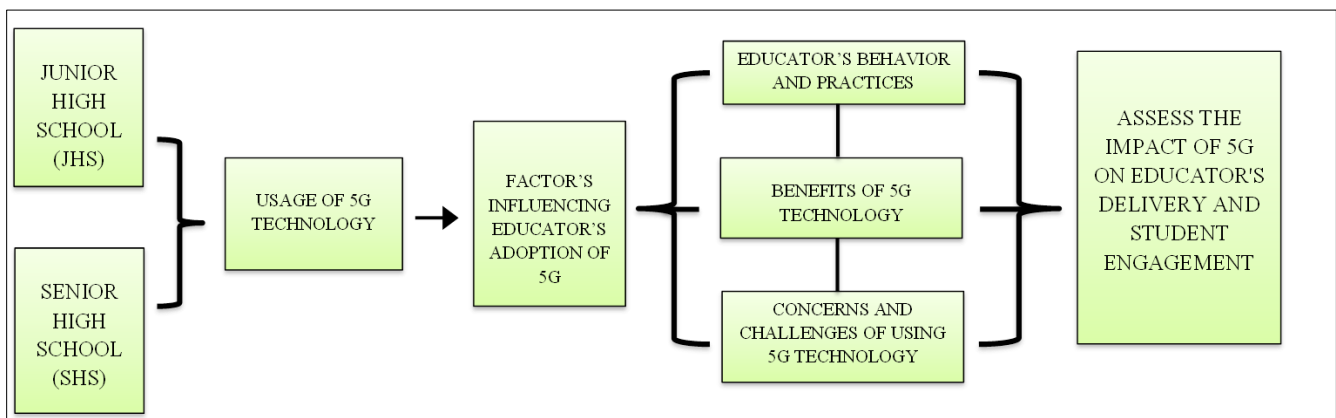 JUNIOR
HIGH
SCHOOL
(JHS)
SENIOR
HIGH
SCHOOL
(SHS)
USAGE OF 5G
TECHNOLOGY
FACTOR'S
INFLUENCING
EDUCATOR'S
ADOPTION OF
5G
EDUCATOR'S BEHAVIOR
AND PRACTICES
BENEFITS OF 5G
TECHNOLOGY
CONCERNS AND
CHALLENGES OF USING
5G TECHNOLOGY
ASSESS THE
IMPACT OF 5G
ON EDUCATOR'S
DELIVERY AND
STUDENT
ENGAGEMENT